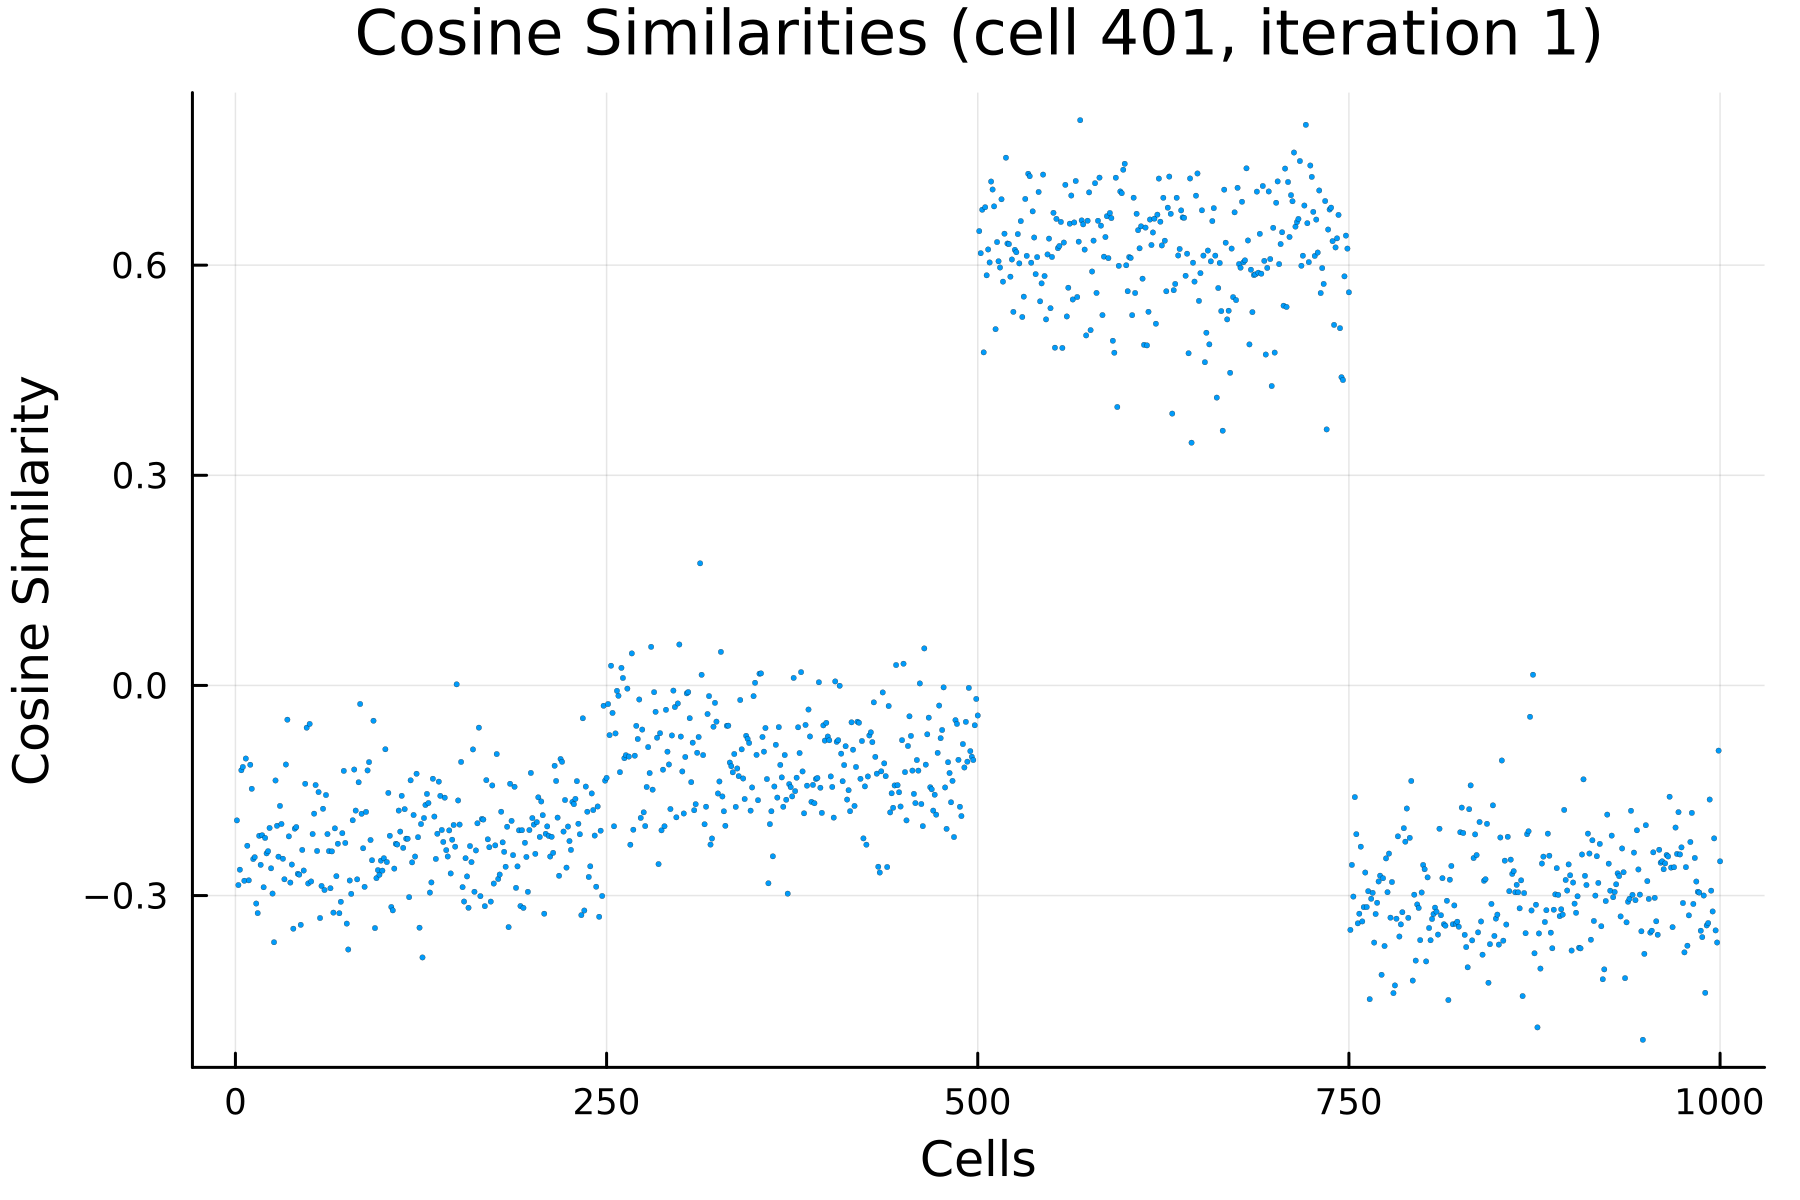 Cosine Similarities (cell 401, iteration 1)
Cosine Similarity
0.6
0.3
0.0
−0.3
0 250 500 750 1000
Cells